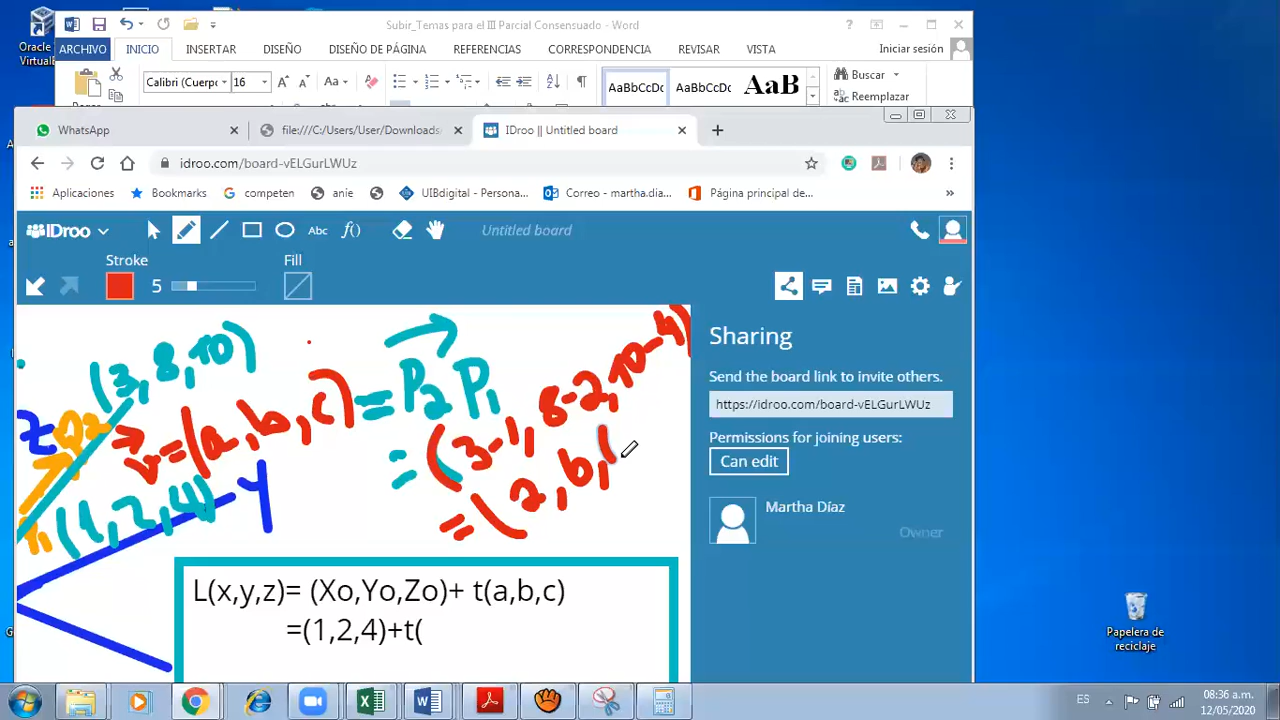 Oracle
VirtualB
Subir_Temas para el III Parcial Consensuado - Word
ARCHIVO INICIO INSERTAR DISEÑO DISEÑO DE PÁGINA REFERENCIAS CORRESPONDENCIA REVISAR VISTA Iniciar sesión
Calibri (Cuerpo 16 Aa AaBbCcDc AaBbCcDc AaB Buscar
Reemplazar
WhatsApp file:///C:/Users/User/Downloads IDroo || Untitled board
idroo.com/board-vELGurLWUz
Aplicaciones Bookmarks competen anie UIBdigital - Persona... Correo - martha.dia... Página principal de...
IDroo Abc f() Untitled board
Stroke Fill
5
Sharing
Send the board link to invite others.
https://idroo.com/board-vELGurLWUz
Permissions for joining users:
Can edit
Martha Díaz
Owner
(3,8,10)
v=(a,b,c) = P2 P1
= (3-1, 8-2, 10-4)
= (2, 6, (
(1,2,4) y
z
L(x,y,z)= (Xo,Yo,Zo)+ t(a,b,c)
=(1,2,4)+t(
Papelera de
reciclaje
ES 08:36 a.m.
12/05/2020